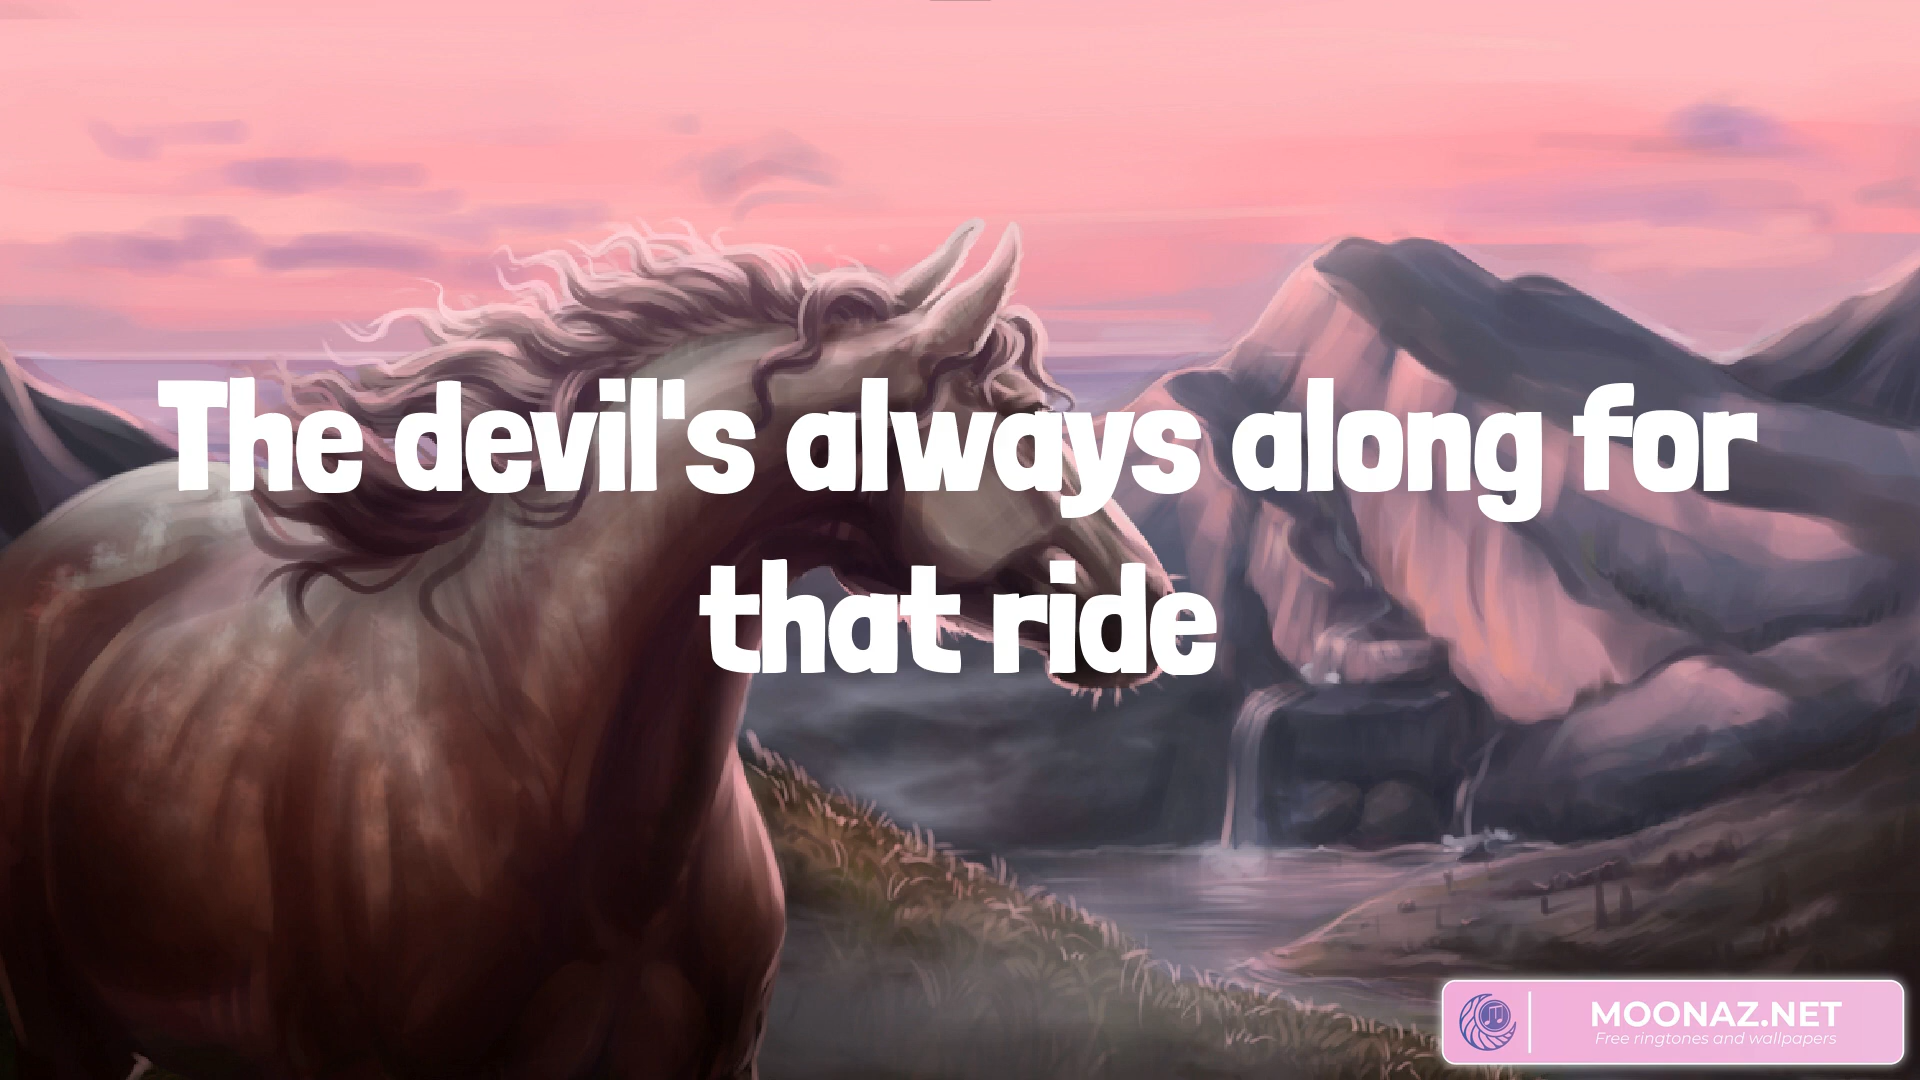 The devil's always along for
that ride
MOONAZ.NET
Free ringtones and wallpapers